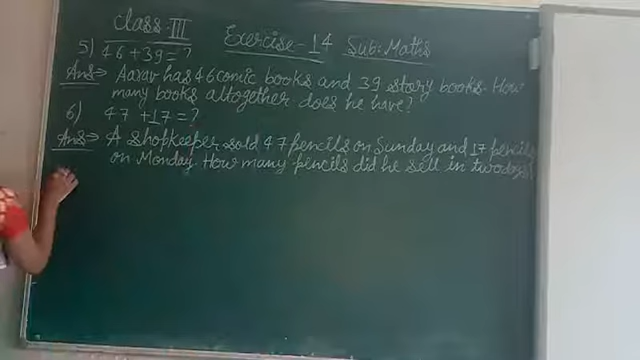 Class-III Exercise-14 Sub: Maths
5) 46+39=?
Ans→ Aarav has 46 comic books and 39 story books. How
many books altogether does he have?
6) 47 +17=?
Ans→ A shopkeeper sold 47 pencils on Sunday and 17 pencils
on Monday. How many pencils did he sell in two days